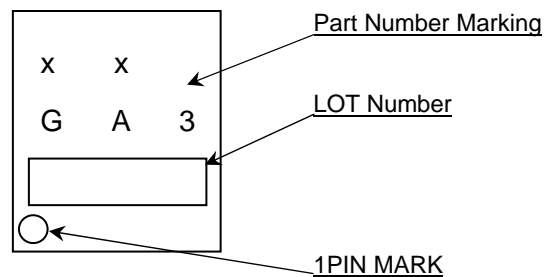 Part Number Marking
x x
LOT Number
G A 3
1PIN MARK